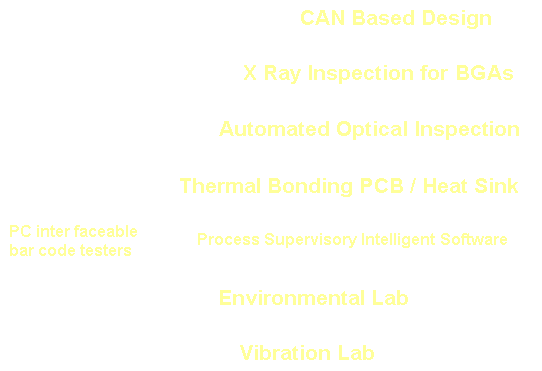 CAN Based Design
X Ray Inspection for BGAs
Automated Optical Inspection
Thermal Bonding PCB / Heat Sink
PC inter faceable
bar code testers
Process Supervisory Intelligent Software
Environmental Lab
Vibration Lab